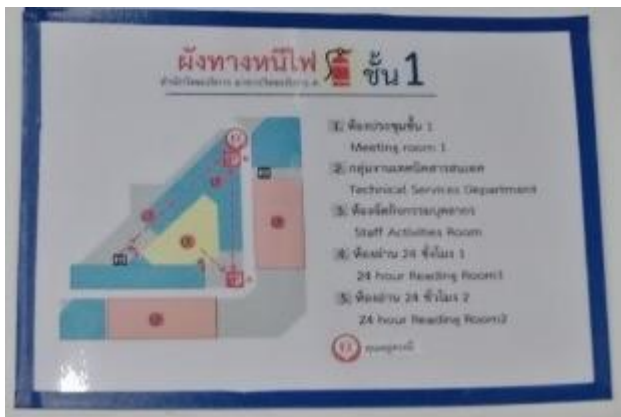 ผังทางหนีไฟ ชั้น 1
1. ห้องประชุมชั้น 1
Meeting room 1
2. กลุ่มงานเทคนิคสารสนเทศ
Technical Services Department
3. ห้องจัดกิจกรรมบุคลากร
Staff Activities Room
4. ห้องอ่าน 24 ชั่วโมง 1
24 hour Reading Room1
5. ห้องอ่าน 24 ชั่วโมง 2
24 hour Reading Room2